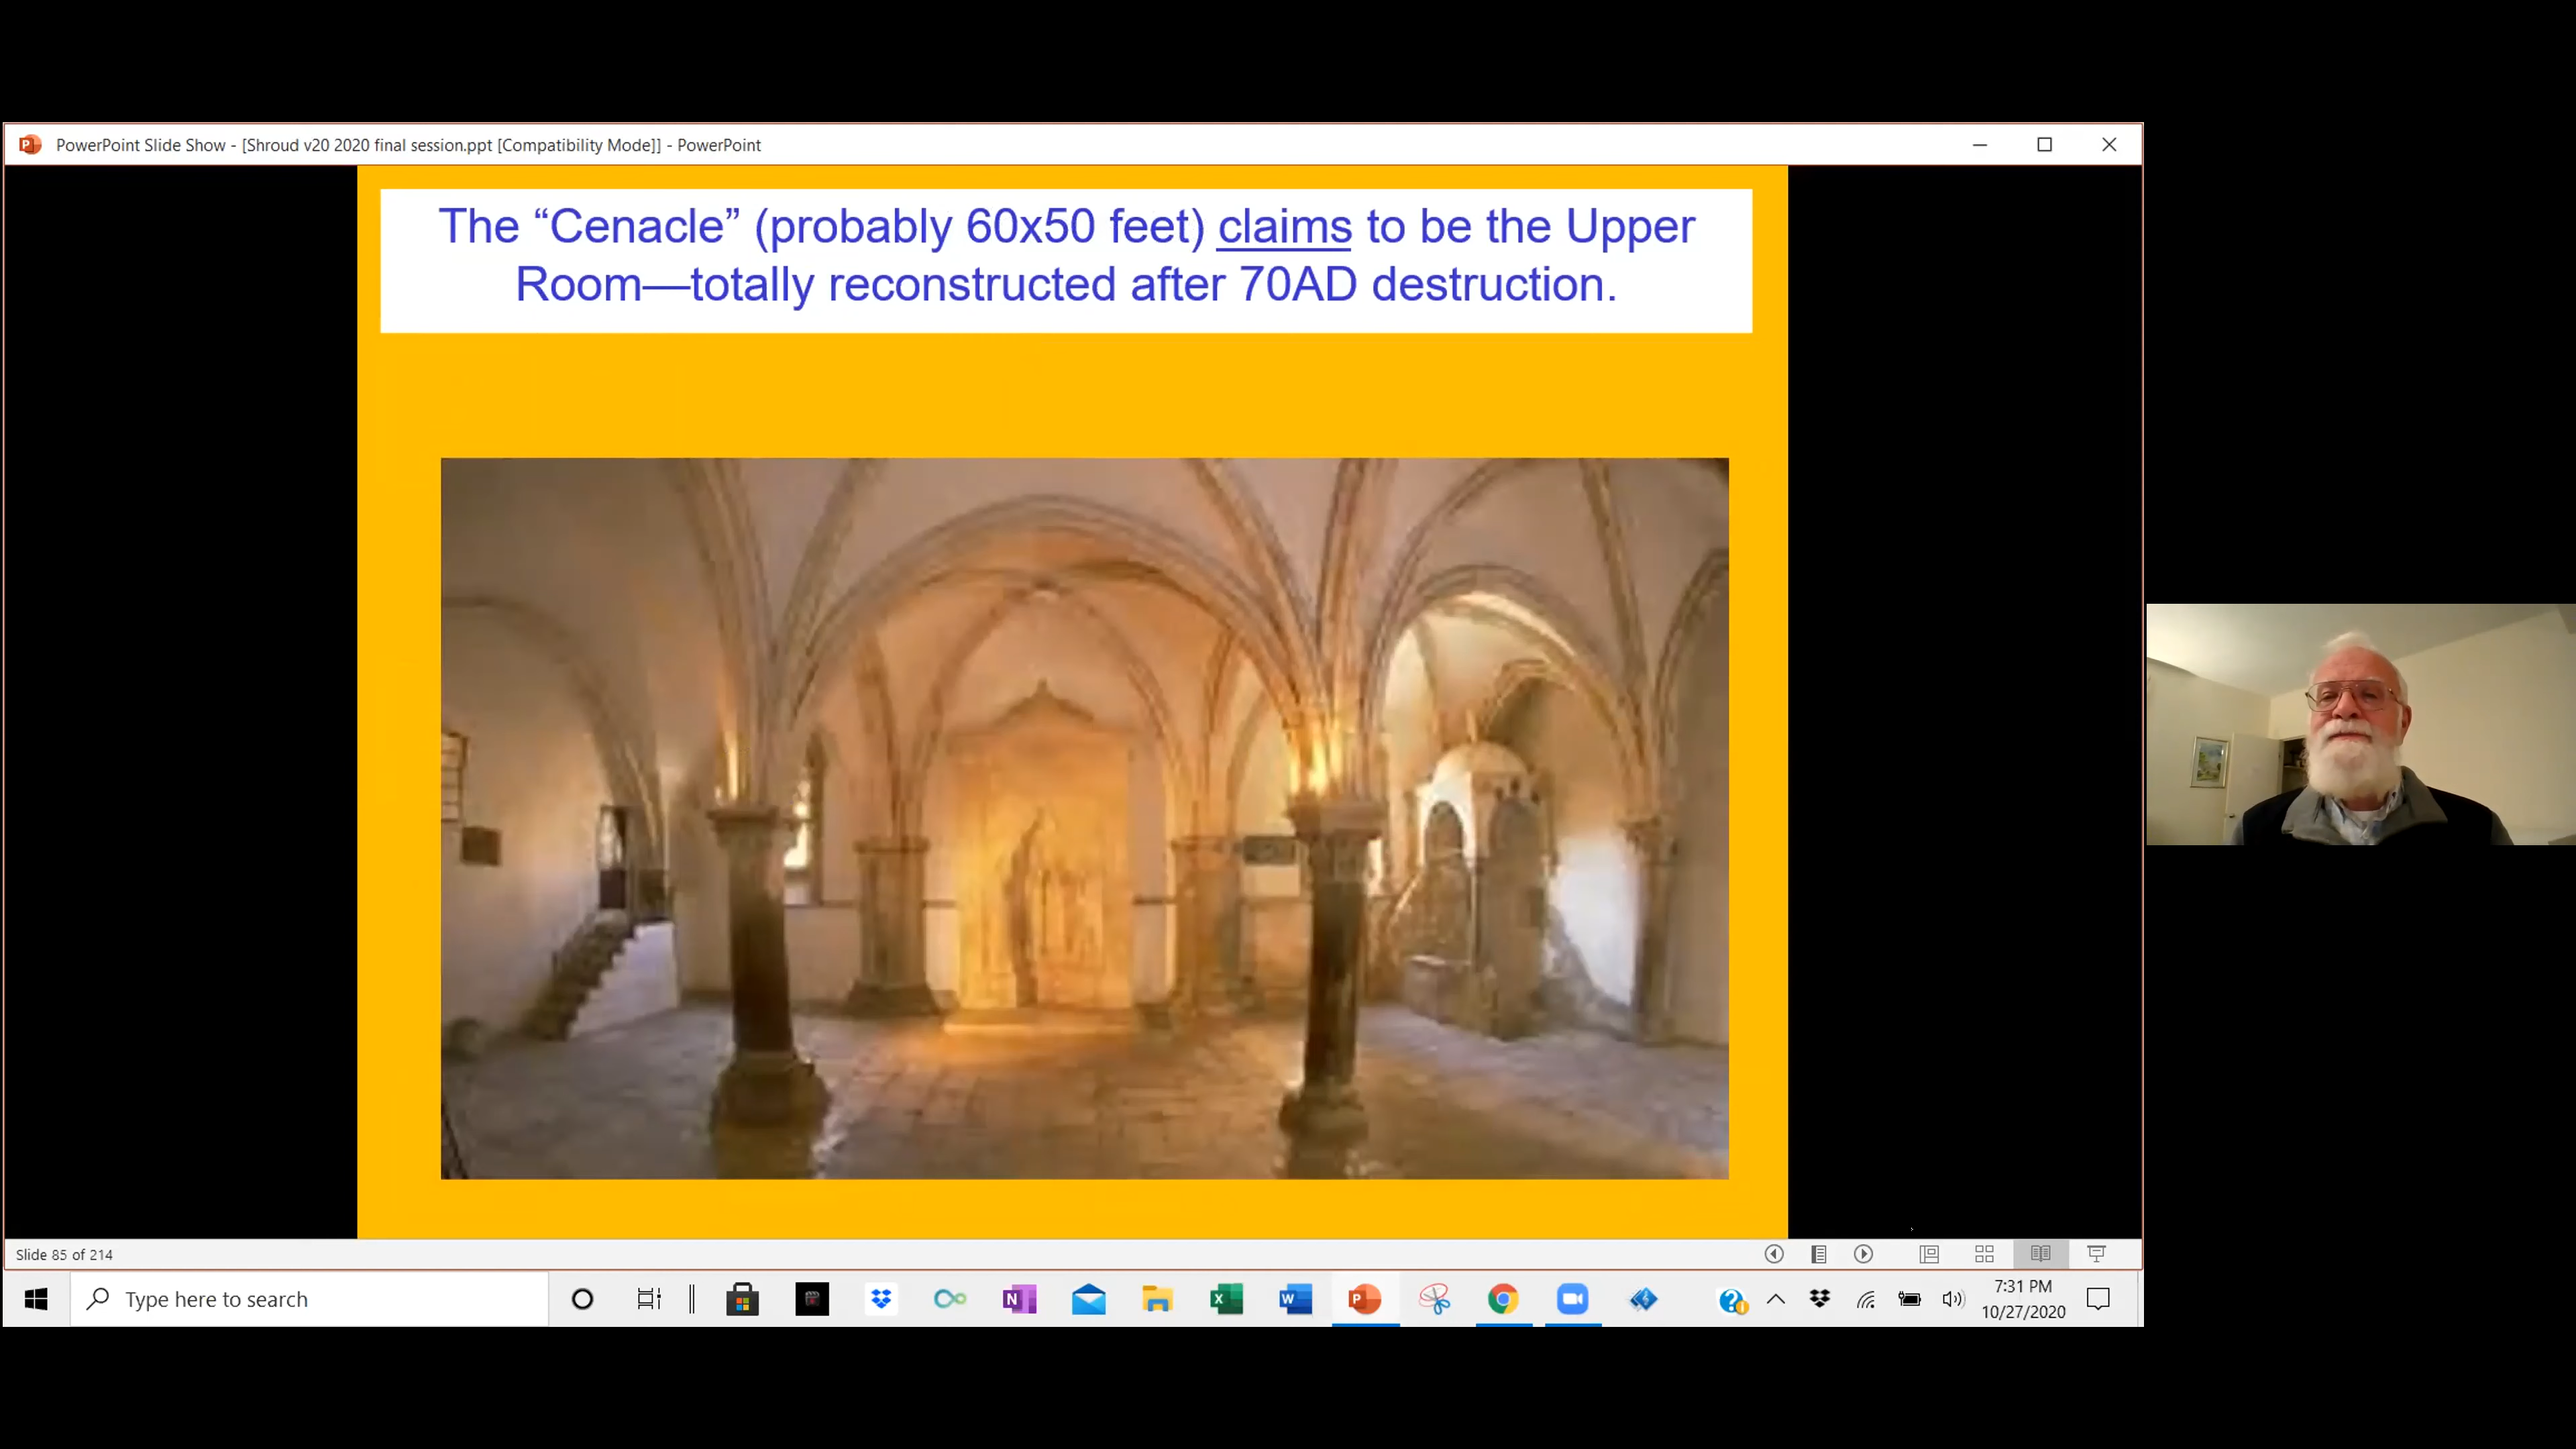 PowerPoint Slide Show - [Shroud v20 2020 final session.ppt [Compatibility Mode]] - PowerPoint
The “Cenacle” (probably 60x50 feet) claims to be the Upper
Room—totally reconstructed after 70AD destruction.
Slide 85 of 214
Type here to search
7:31 PM
10/27/2020